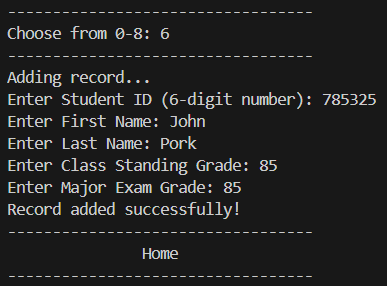 ----------------------------------
Choose from 0-8: 6
----------------------------------
Adding record...
Enter Student ID (6-digit number): 785325
Enter First Name: John
Enter Last Name: Pork
Enter Class Standing Grade: 85
Enter Major Exam Grade: 85
Record added successfully!
----------------------------------
Home
----------------------------------